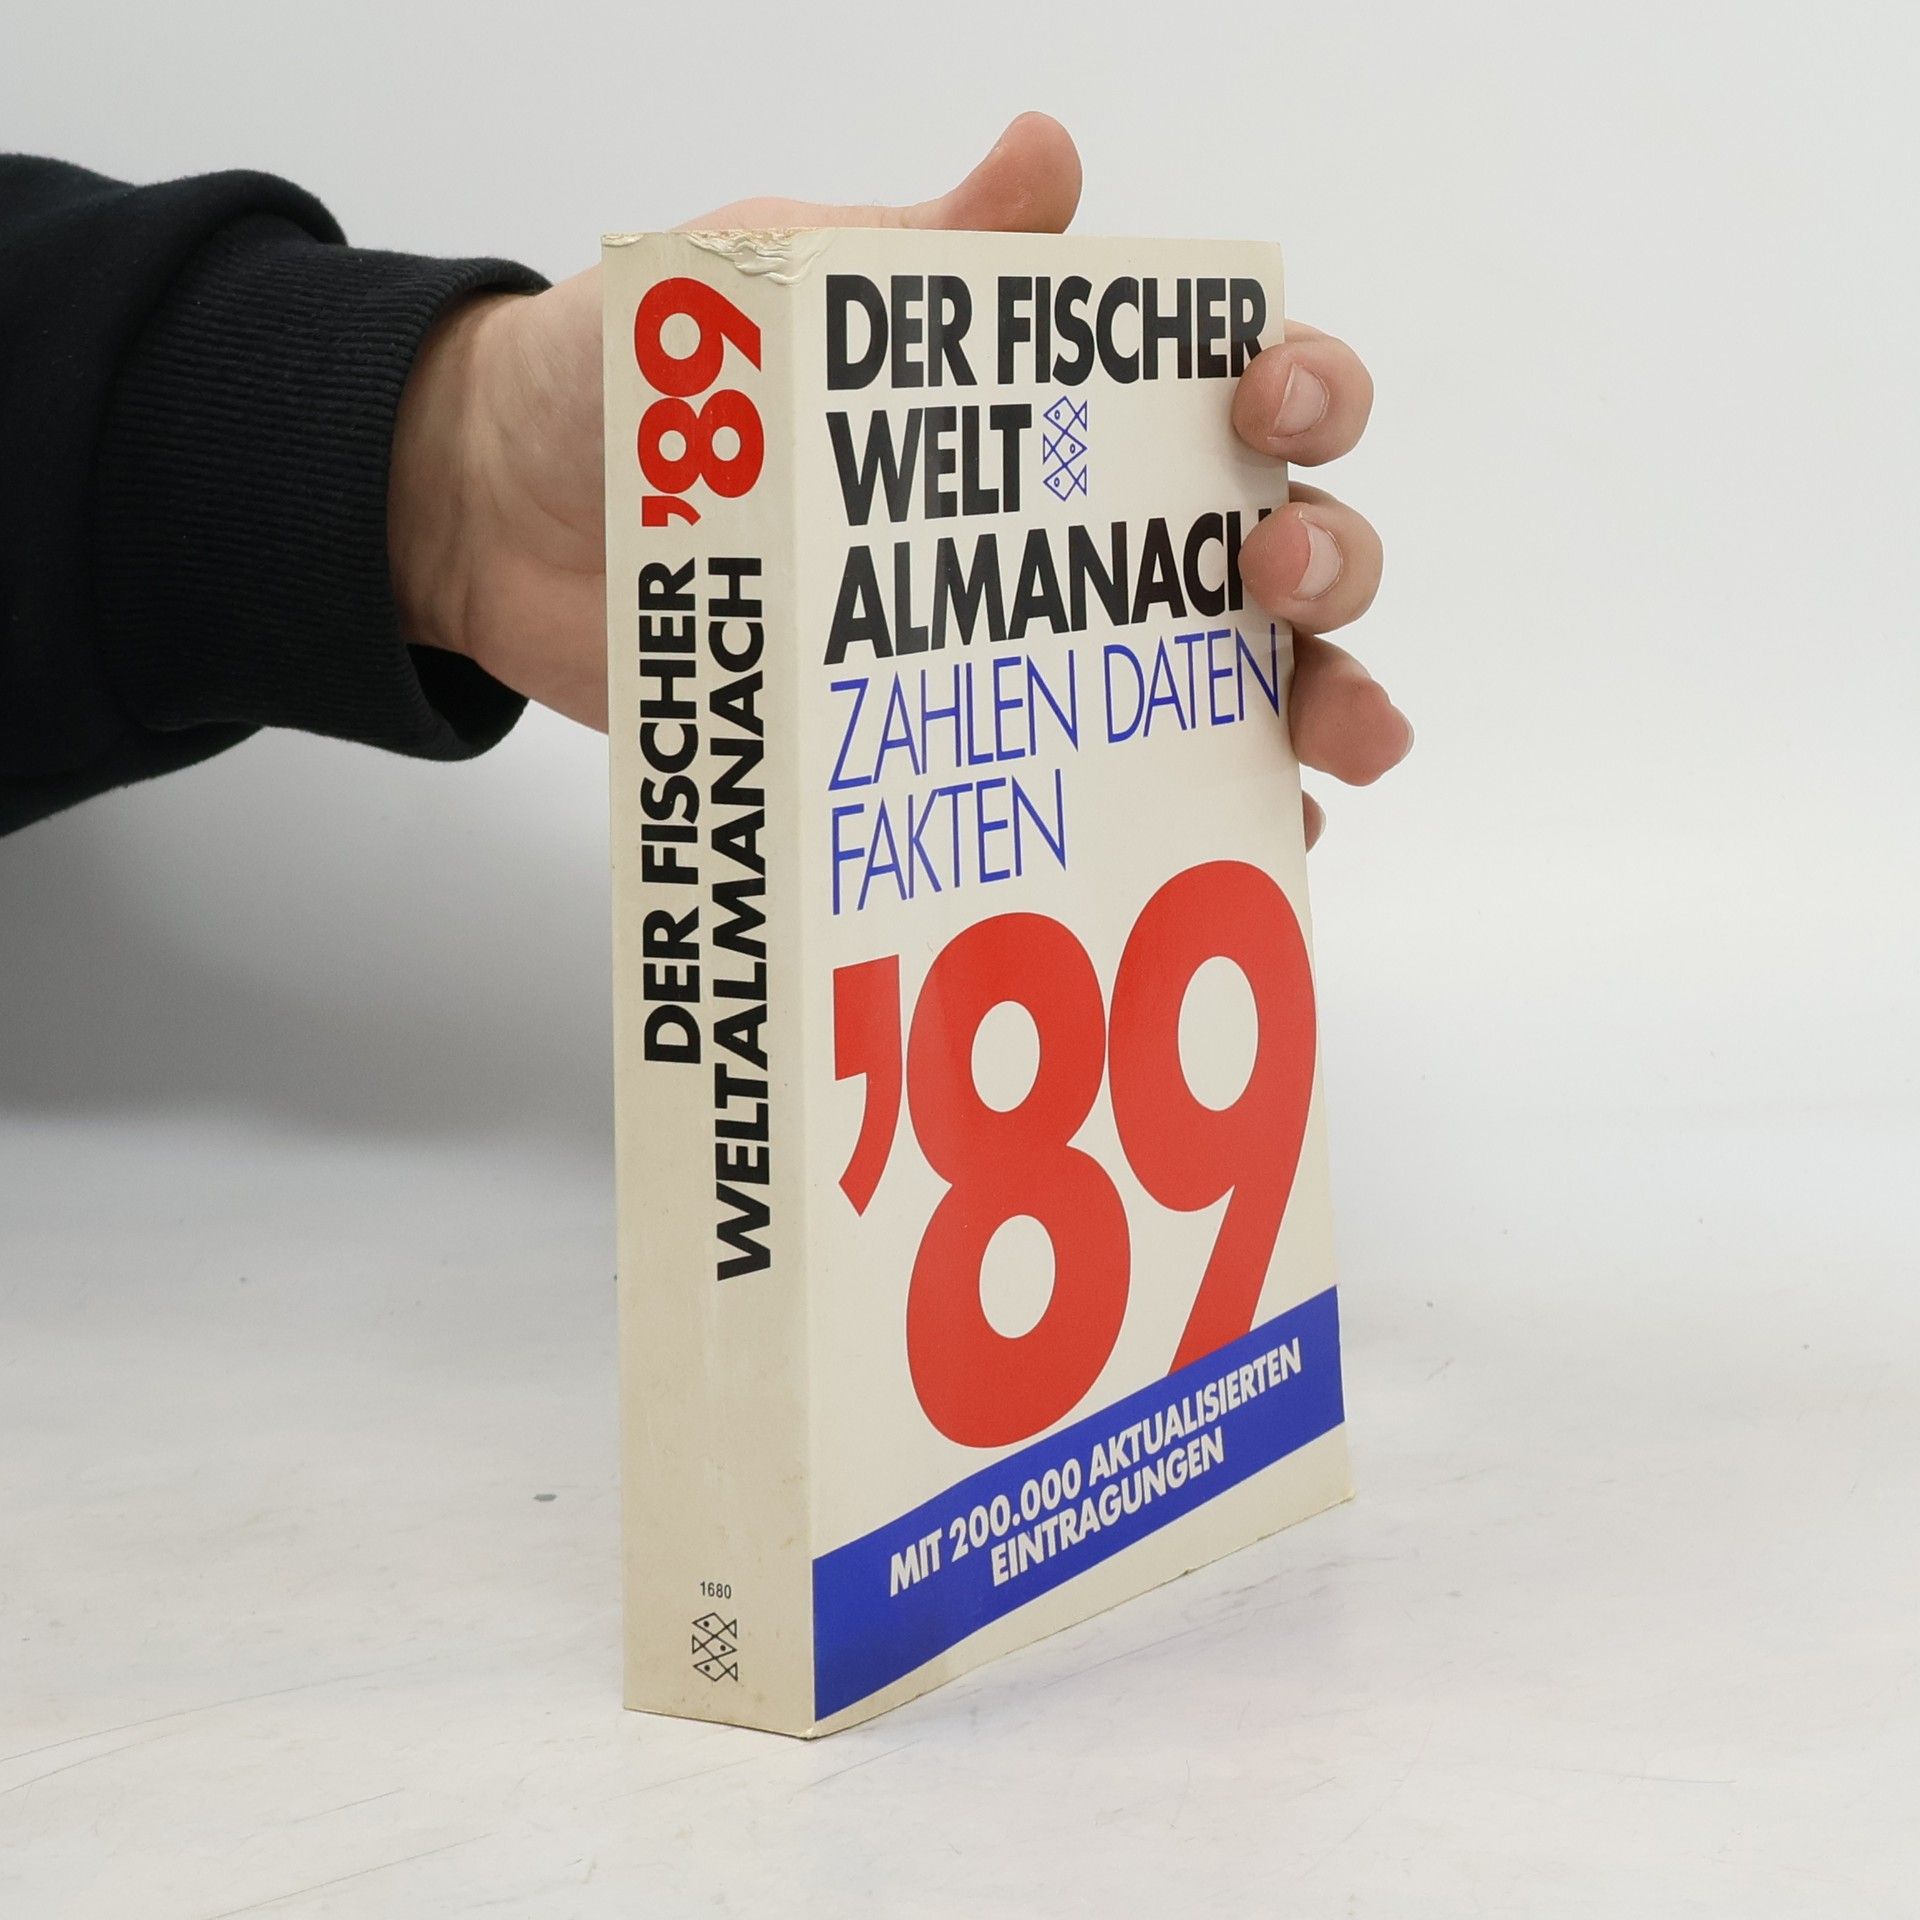 DER FISCHER
WELTALMANACH '89
1680
DER FISCHER
WELT
ALMANACH
ZAHLEN DATEN
FAKTEN
'89
MIT 200.000 AKTUALISIERTEN
EINTRAGUNGEN